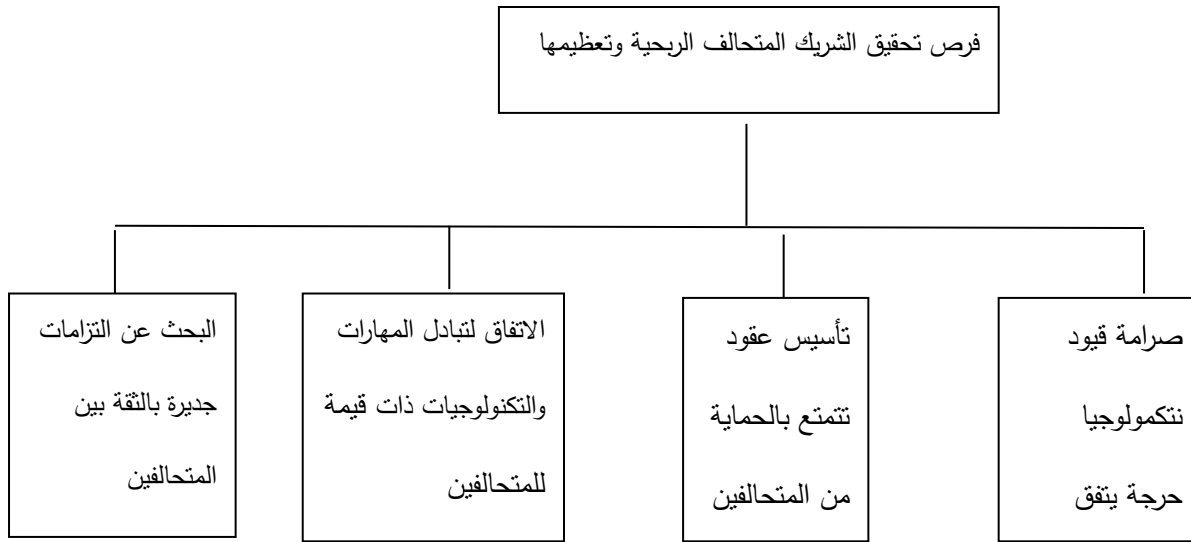 فرص تحقيق الشريك المتحالف الربحية وتعظيمها
صرامة قيود
نتكمولوجيا
حرجة يتفق
تأسيس عقود
تتمتع بالحماية
من المتحالفين
الاتفاق لتبادل المهارات
والتكنولوجيات ذات قيمة
للمتحالفين
البحث عن التزامات
جديرة بالثقة بين
المتحالفين